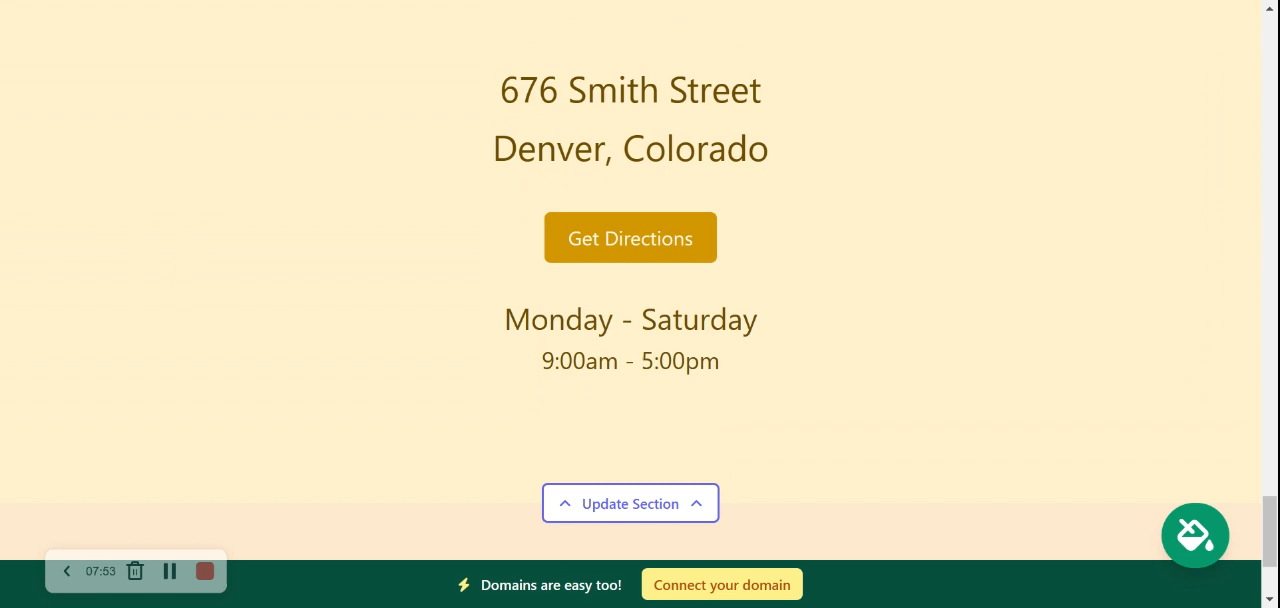 676 Smith Street
Denver, Colorado
Get Directions
Monday - Saturday
9:00am - 5:00pm
Update Section
07:53
Domains are easy too!
Connect your domain